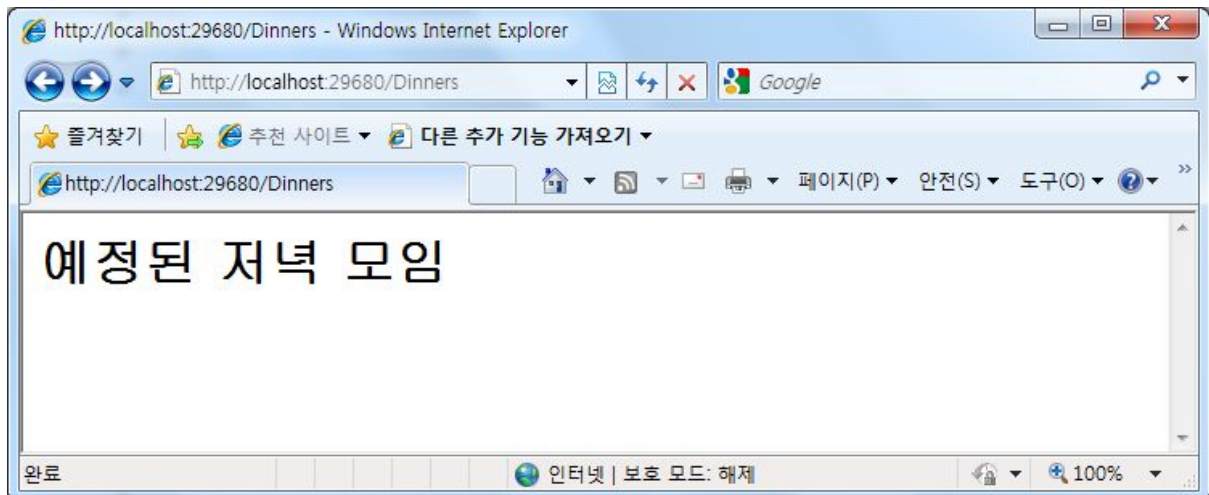 http://localhost:29680/Dinners - Windows Internet Explorer
http://localhost:29680/Dinners Google
즐겨찾기 추천 사이트 다른 추가 기능 가져오기
http://localhost:29680/Dinners 페이지(P) 안전(S) 도구(O) »
예정된 저녁 모임
완료 인터넷 | 보호 모드: 해제 100%